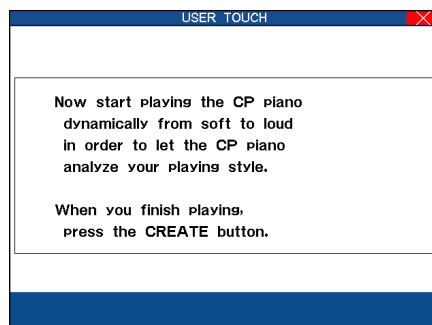 USER TOUCH
Now start playing the CP piano
dynamically from soft to loud
in order to let the CP piano
analyze your playing style.
When you finish playing,
press the CREATE button.